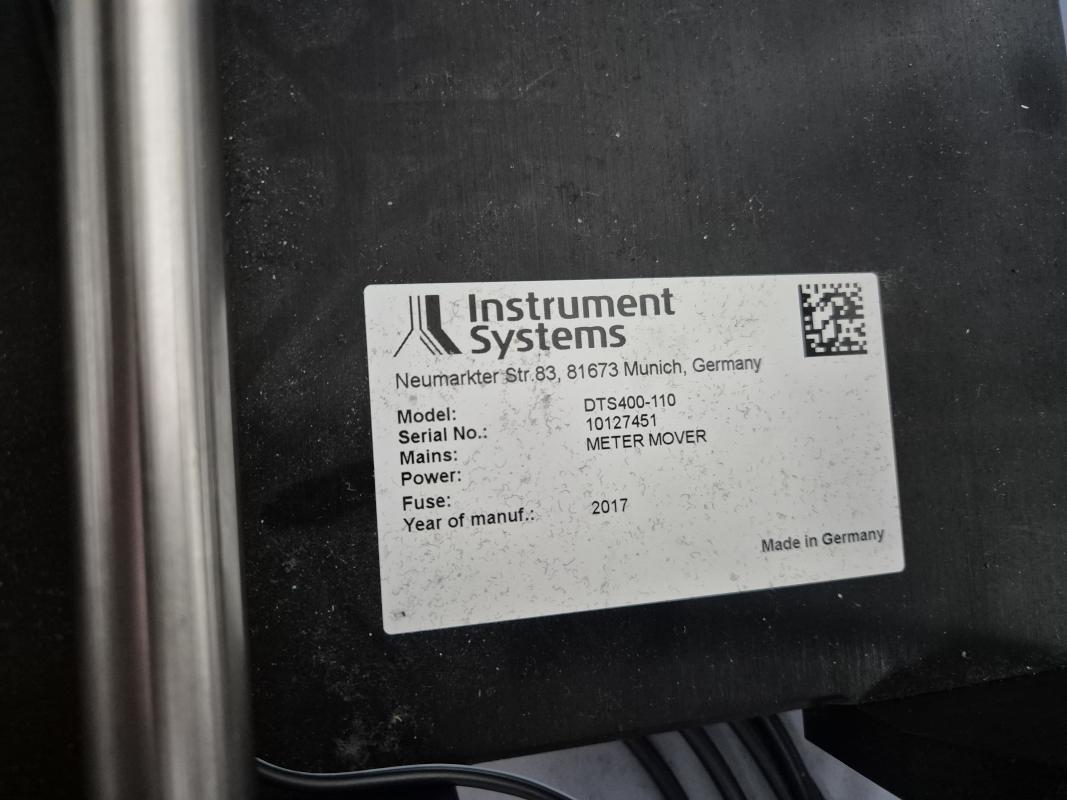 Instrument
Systems
Neumarkter Str.83, 81673 Munich, Germany
Model: DTS400-110
Serial No.: 10127451
Mains: METER MOVER
Power:
Fuse:
Year of manuf.: 2017
Made in Germany